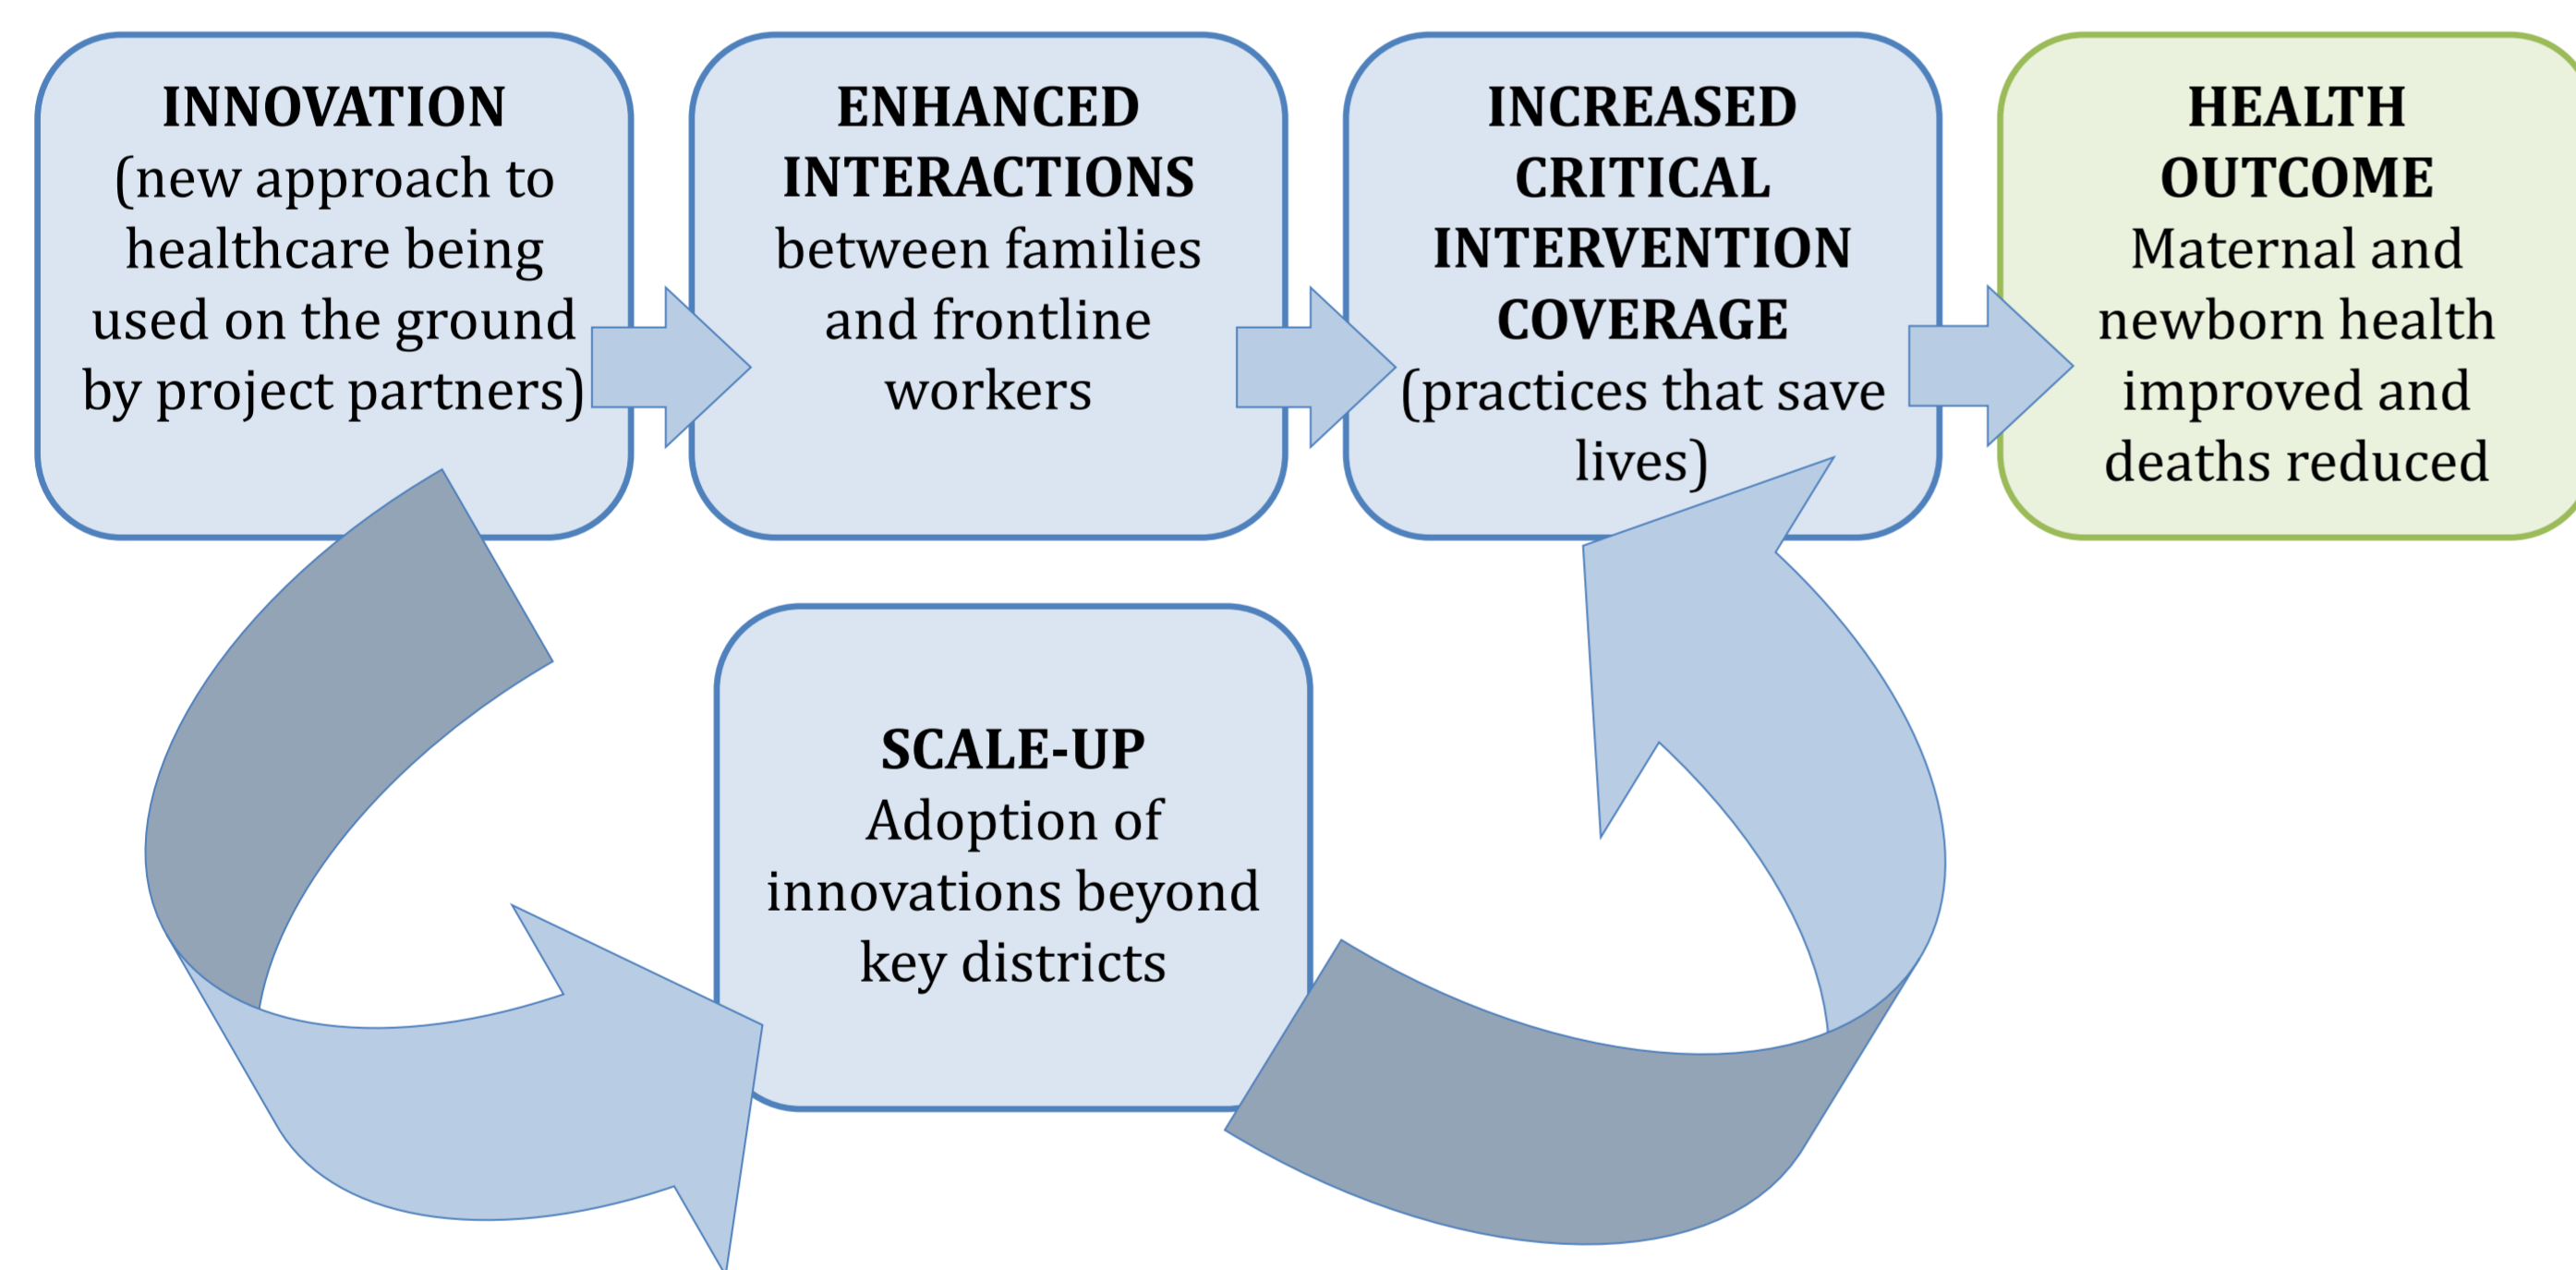 INNOVATION
(new approach to
healthcare being
used on the ground
by project partners)
ENHANCED
INTERACTIONS
between families
and frontline
workers
INCREASED
CRITICAL
INTERVENTION
COVERAGE
(practices that save
lives)
HEALTH
OUTCOME
Maternal and
newborn health
improved and
deaths reduced
SCALE-UP
Adoption of
innovations beyond
key districts